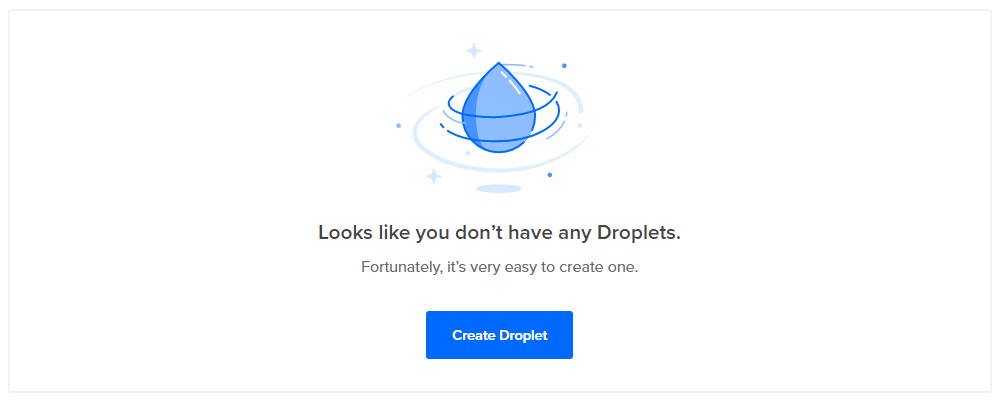 Looks like you don’t have any Droplets.
Fortunately, it’s very easy to create one.
Create Droplet